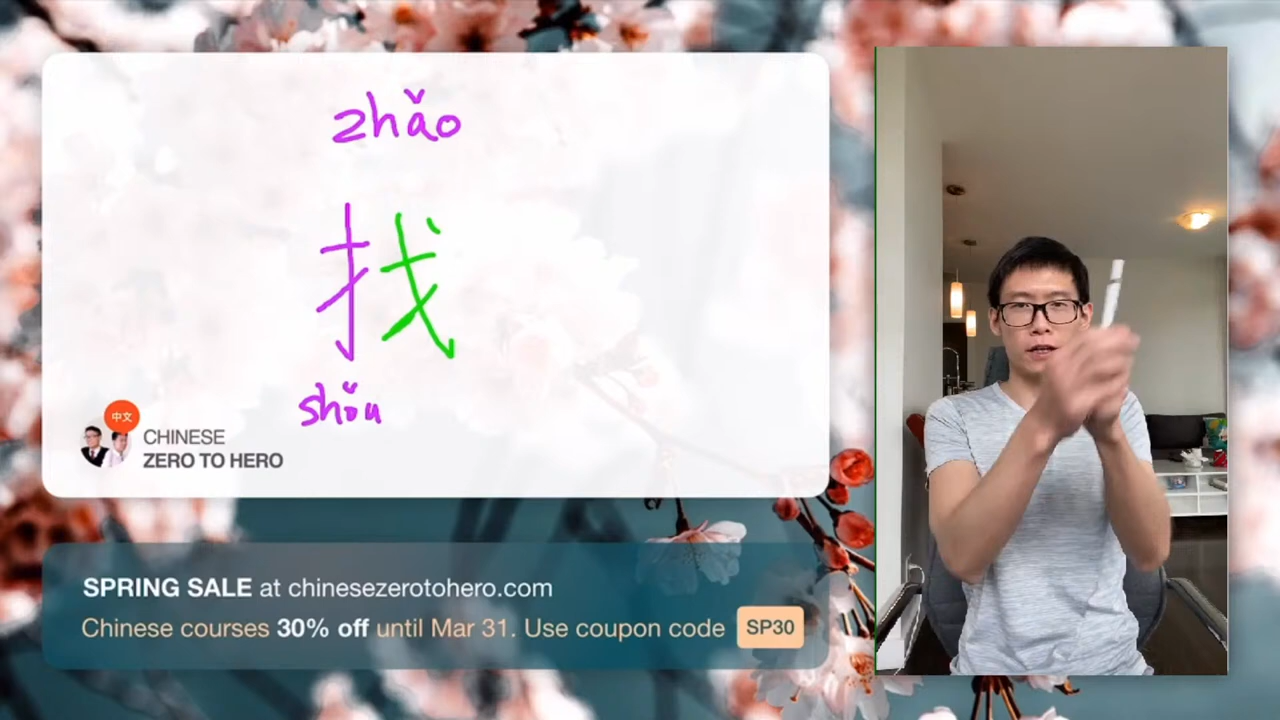 zhǎo
找
shǒu
中文
CHINESE
ZERO TO HERO
SPRING SALE at chinesezerotohero.com
Chinese courses 30% off until Mar 31. Use coupon code SP30